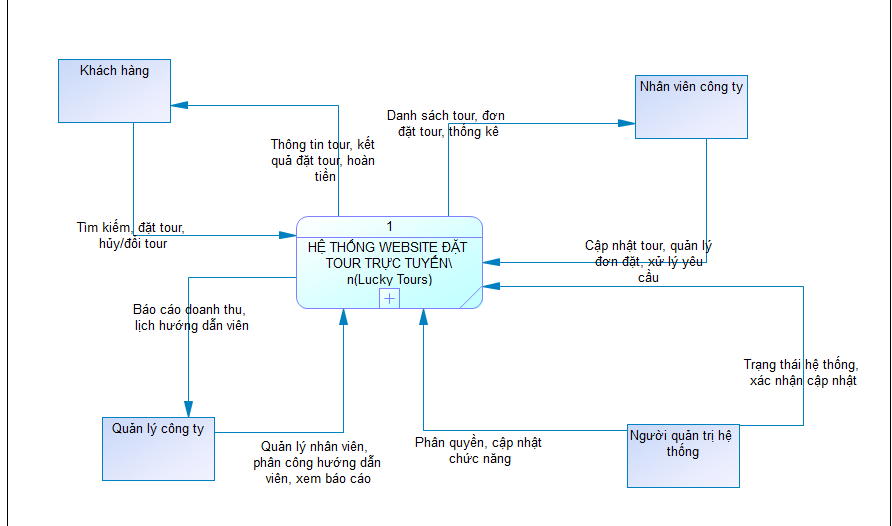 Khách hàng
Nhân viên công ty
Danh sách tour, đơn
đặt tour, thống kê
Thông tin tour, kết
quả đặt tour, hoàn
tiền
Tìm kiếm, đặt tour,
hủy/đổi tour
1
HỆ THỐNG WEBSITE ĐẶT
TOUR TRỰC TUYẾN\
n(Lucky Tours)
Cập nhật tour, quản lý
đơn đặt, xử lý yêu
cầu
Báo cáo doanh thu,
lịch hướng dẫn viên
Trạng thái hệ thống,
xác nhận cập nhật
Quản lý công ty
Quản lý nhân viên,
phân công hướng dẫn
viên, xem báo cáo
Phân quyền, cập nhật
chức năng
Người quản trị hệ
thống